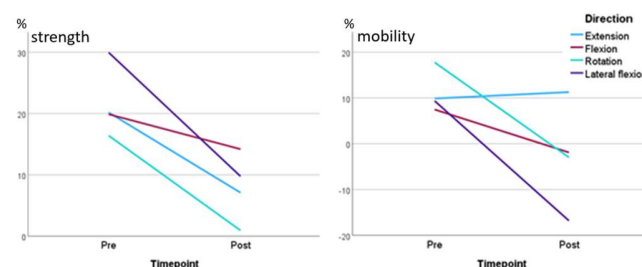 %
strength
30
20
10
0
Pre
Post
Timepoint
%
mobility
20
10
0
-10
-20
Pre
Post
Timepoint
Direction
Extension
Flexion
Rotation
Lateral flexio